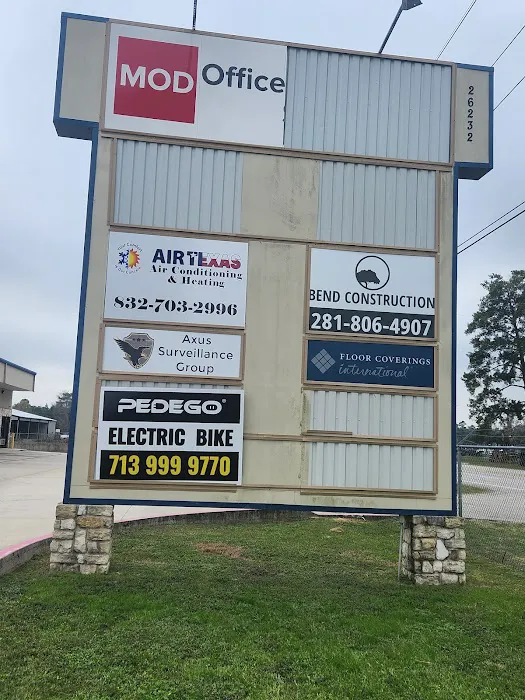 MOD Office
26232
AIRTEXAS
Air Conditioning
& Heating
832-703-2996
BEND CONSTRUCTION
281-806-4907
Axus
Surveillance
Group
FLOOR COVERINGS
international
PEDEGO
ELECTRIC BIKE
713 999 9770